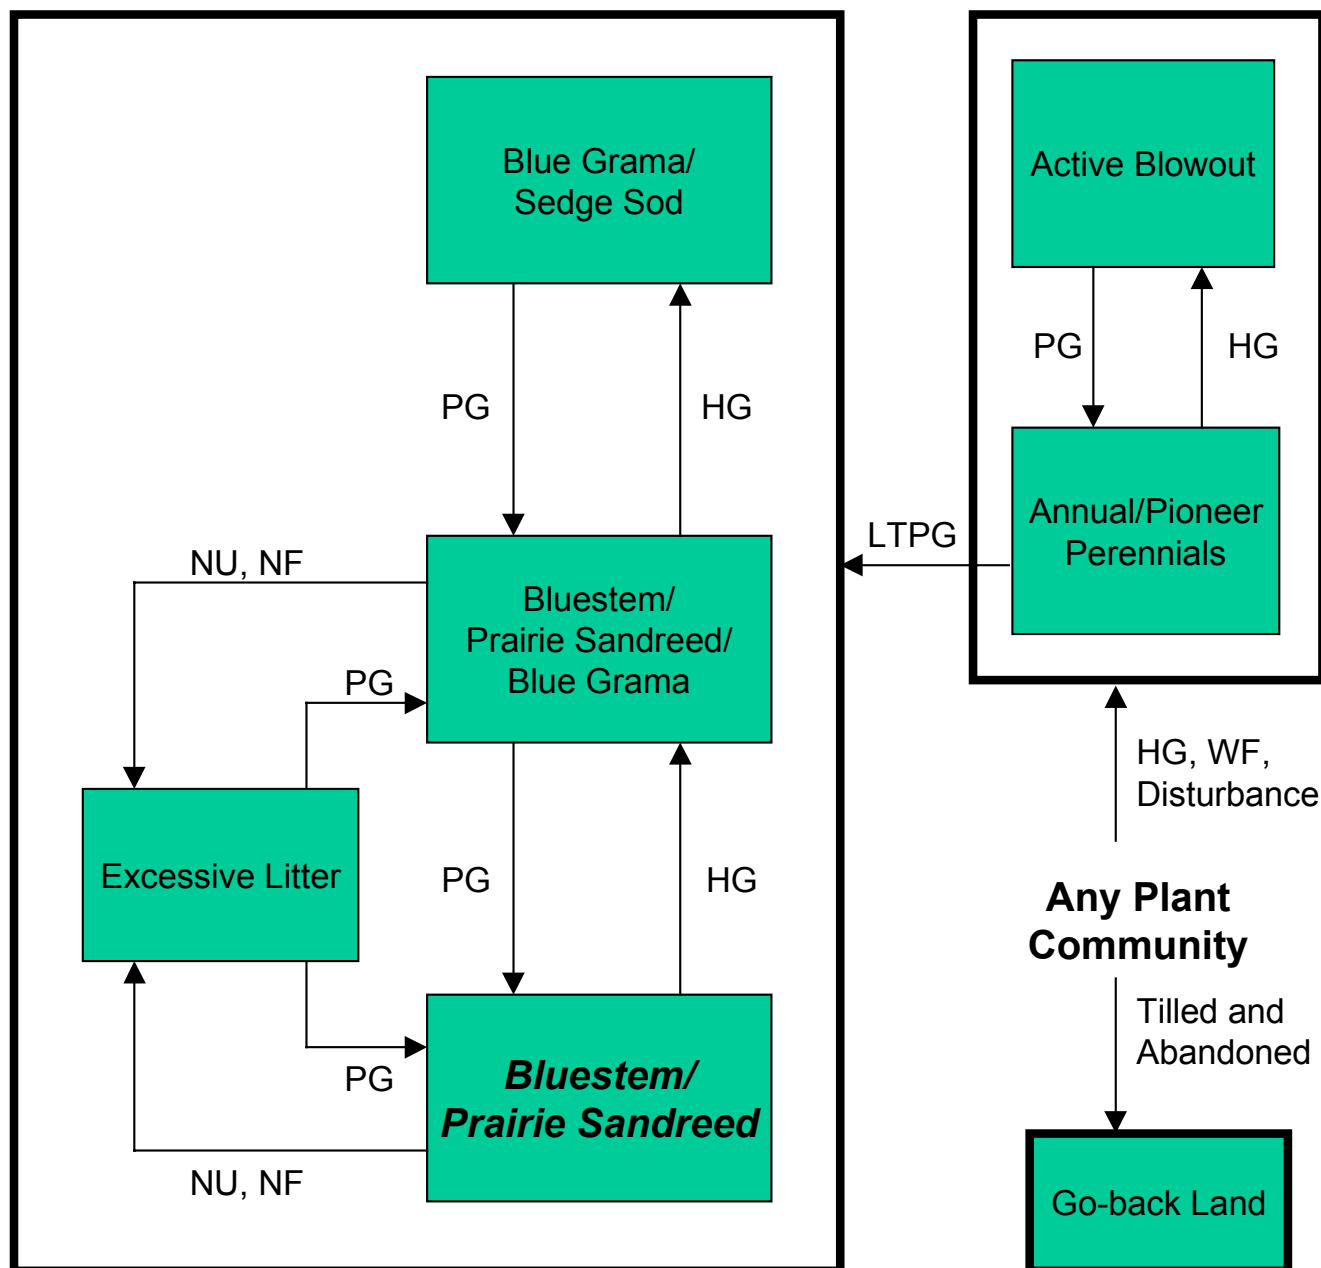 Blue Grama/
Sedge Sod
PG
HG
NU, NF
Bluestem/
Prairie Sandreed/
Blue Grama
PG
Excessive Litter
PG
HG
PG
Bluestem/
Prairie Sandreed
NU, NF
LTPG
Active Blowout
PG
HG
Annual/Pioneer
Perennials
HG, WF,
Disturbance
Any Plant
Community
Tilled and
Abandoned
Go-back Land